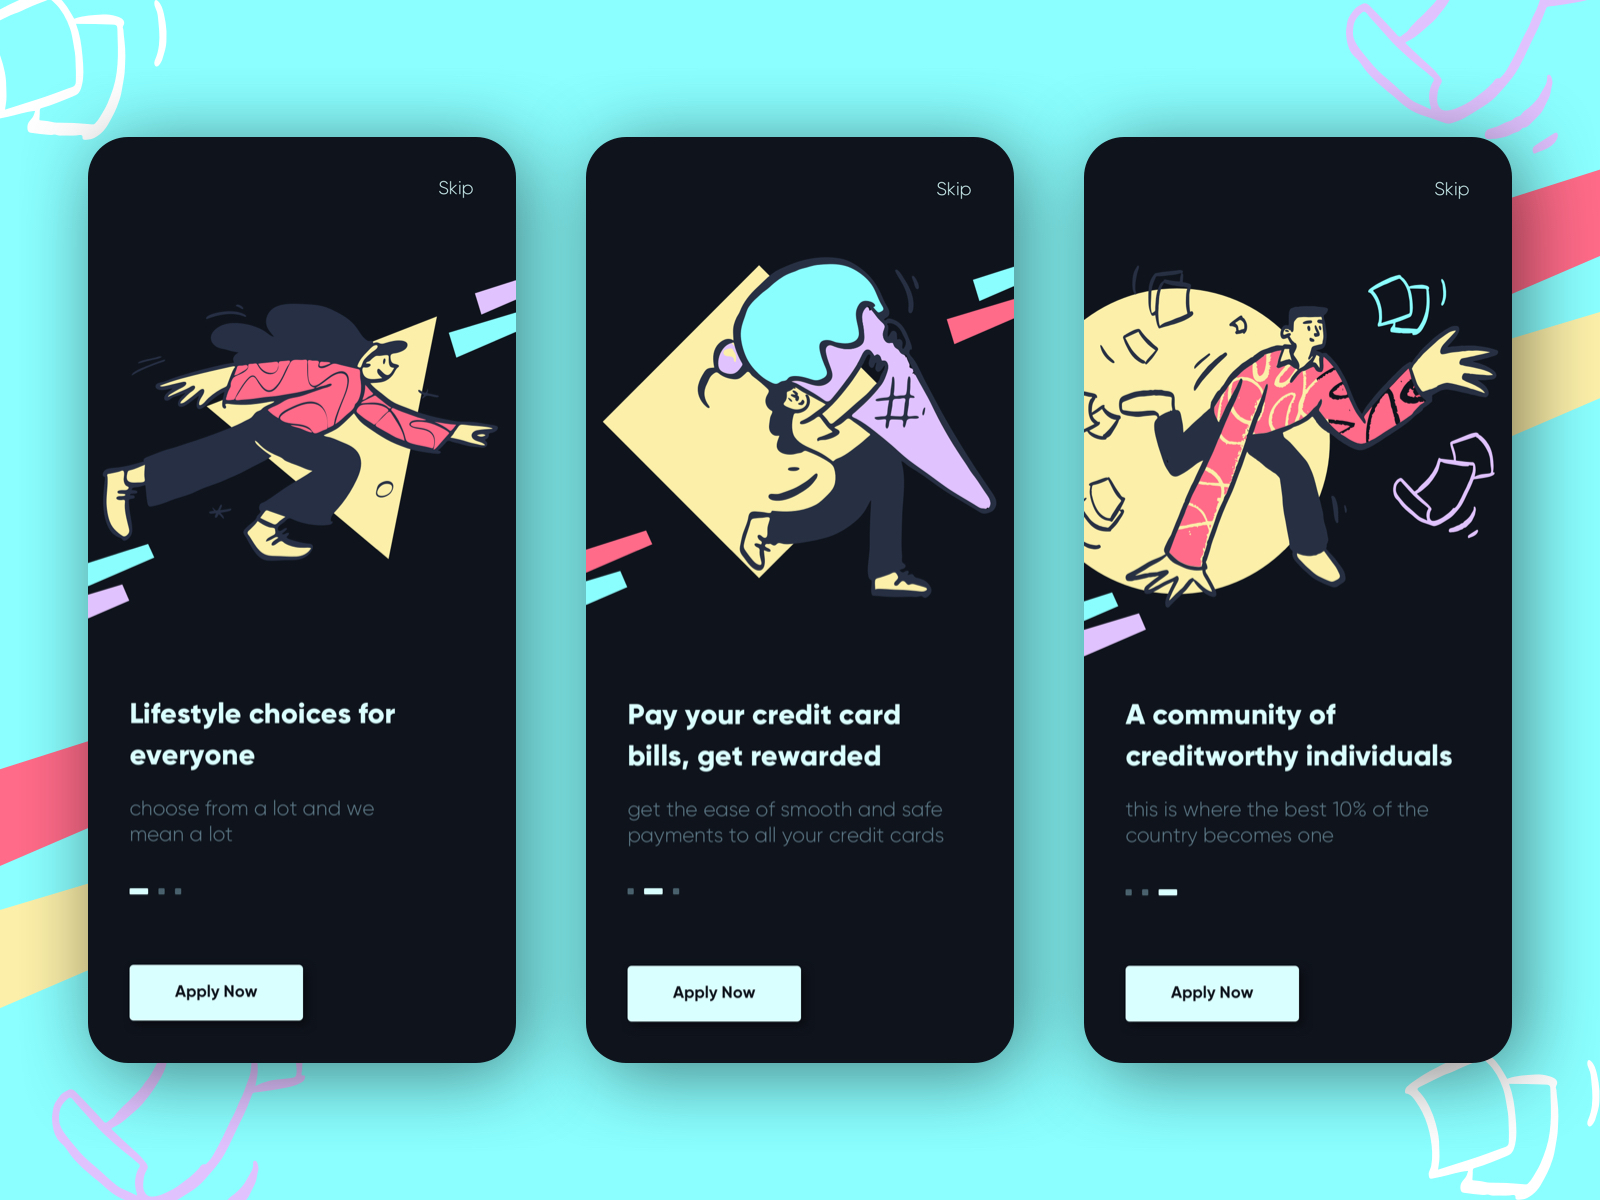 Skip
Lifestyle choices for
everyone
choose from a lot and we
mean a lot
Apply Now
Skip
Pay your credit card
bills, get rewarded
get the ease of smooth and safe
payments to all your credit cards
Apply Now
Skip
A community of
creditworthy individuals
this is where the best 10% of the
country becomes one
Apply Now